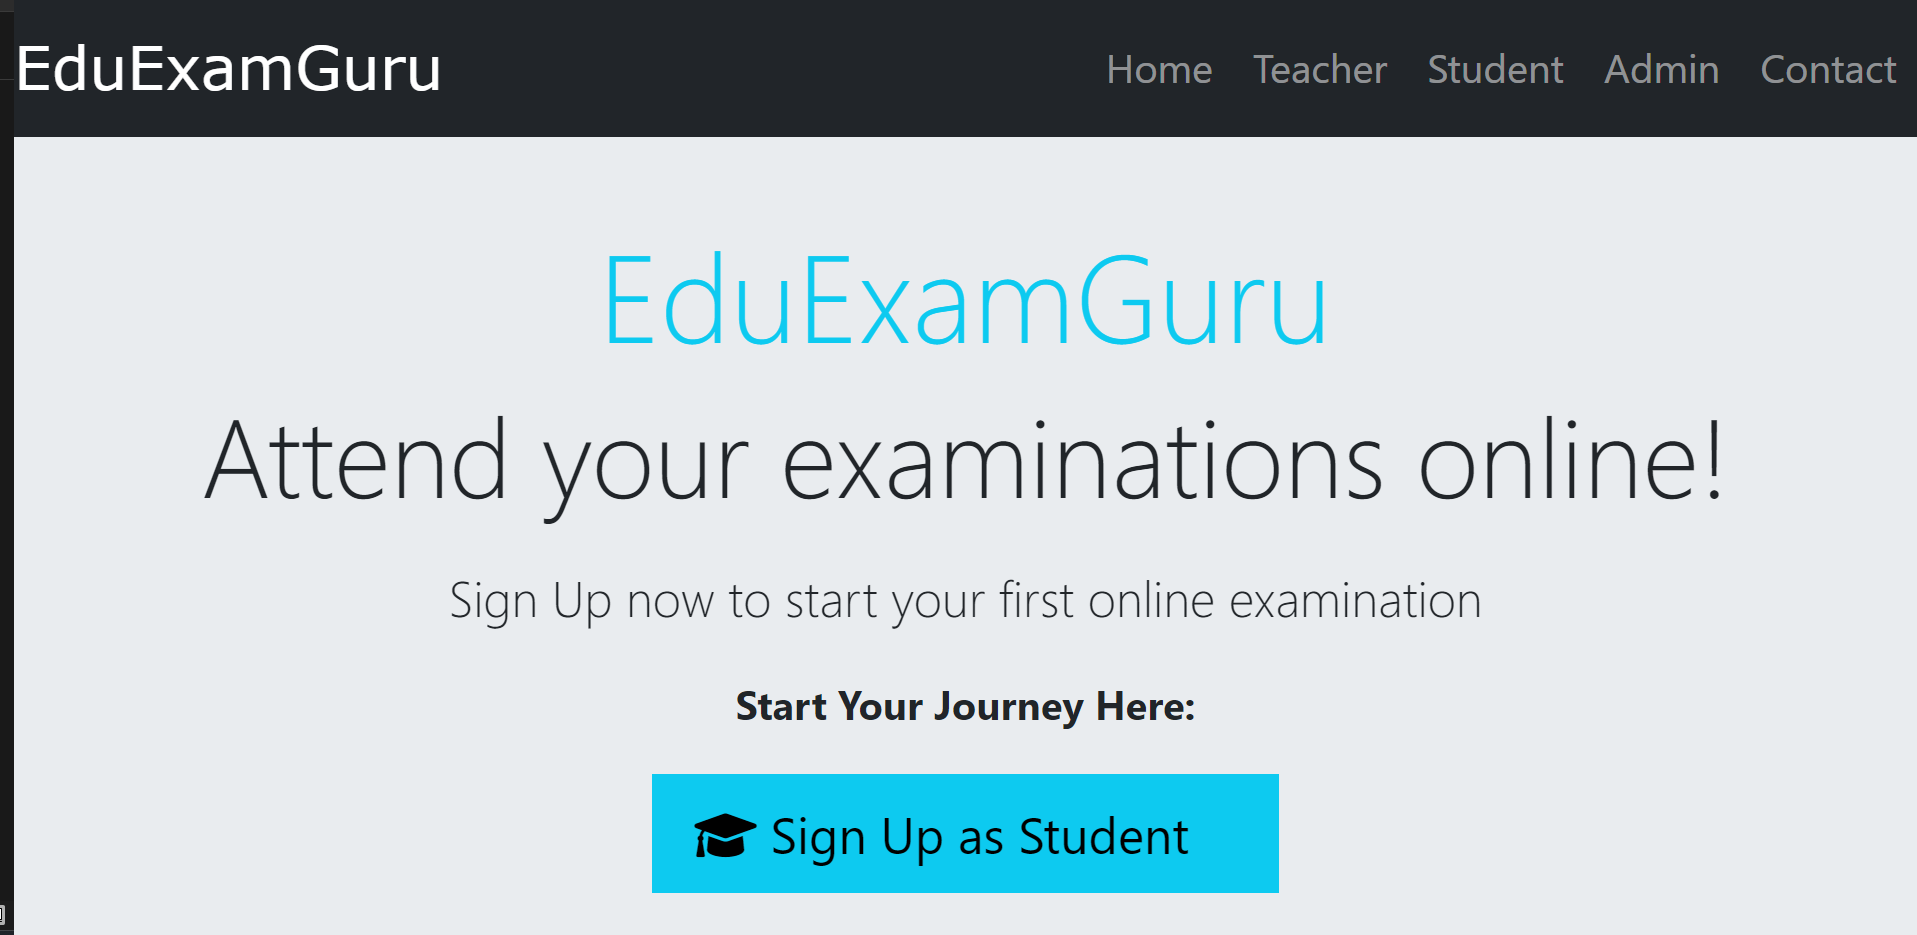 EduExamGuru
Home Teacher Student Admin Contact
EduExamGuru
Attend your examinations online!
Sign Up now to start your first online examination
Start Your Journey Here:
Sign Up as Student